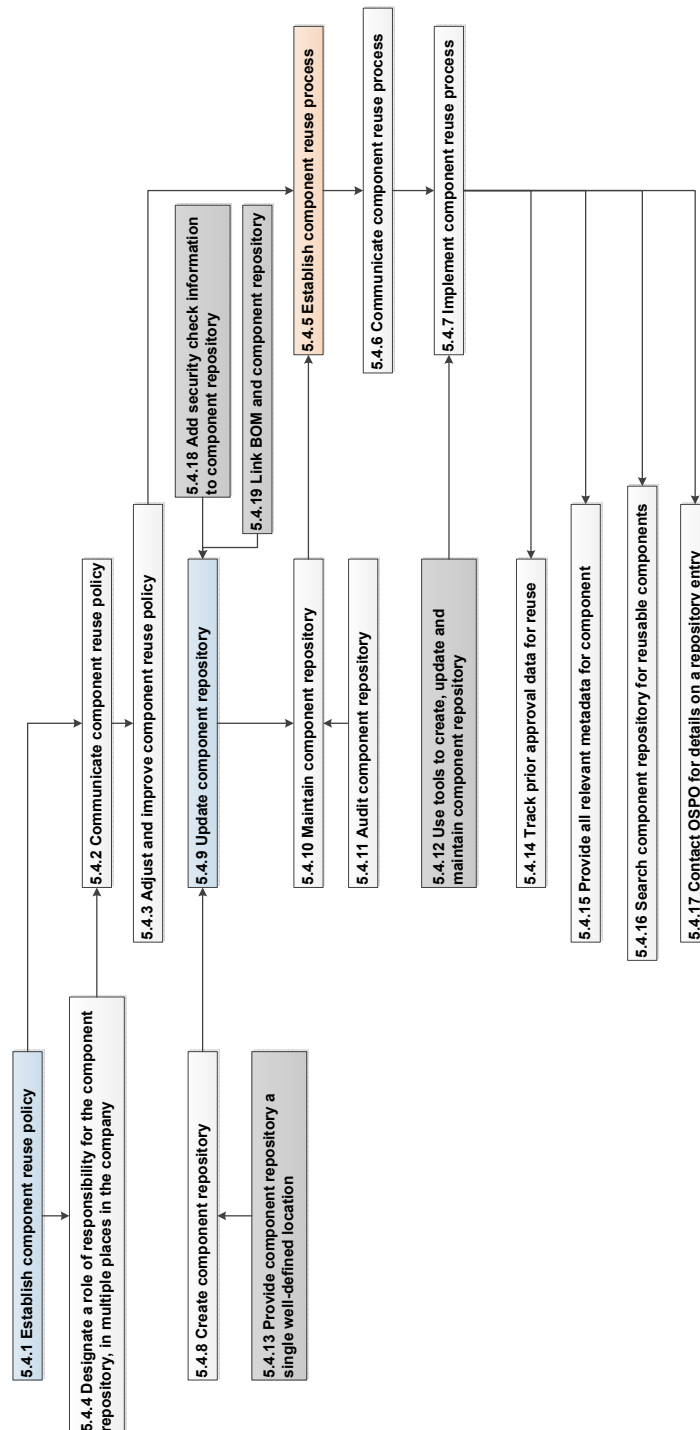 5.4.1 Establish component reuse policy
5.4.4 Designate a role of responsibility for the component
repository, in multiple places in the company
5.4.2 Communicate component reuse policy
5.4.3 Adjust and improve component reuse policy
5.4.8 Create component repository
5.4.13 Provide component repository a
single well-defined location
5.4.18 Add security check information
to component repository
5.4.19 Link BOM and component repository
5.4.9 Update component repository
5.4.10 Maintain component repository
5.4.11 Audit component repository
5.4.5 Establish component reuse process
5.4.6 Communicate component reuse process
5.4.7 Implement component reuse process
5.4.12 Use tools to create, update and
maintain component repository
5.4.14 Track prior approval data for reuse
5.4.15 Provide all relevant metadata for component
5.4.16 Search component repository for reusable components
5.4.17 Contact OSPO for details on a repository entry